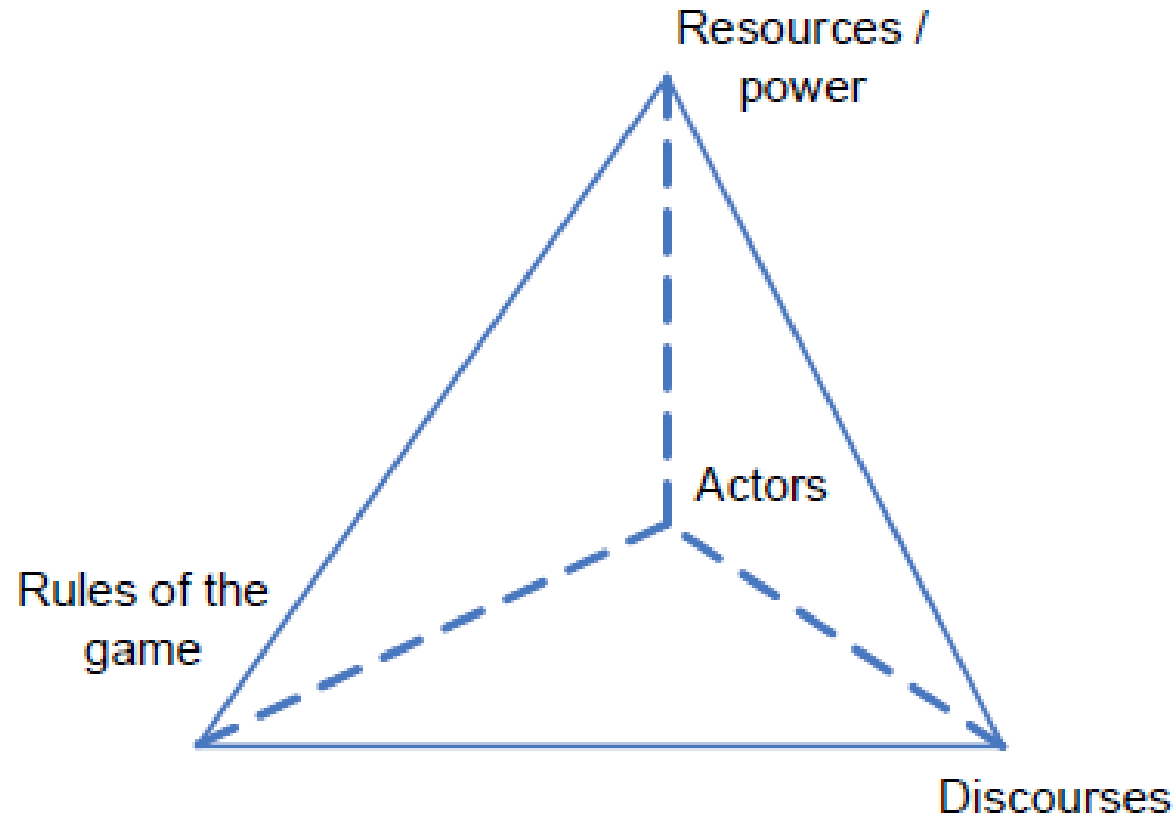 Resources /
power
Actors
Rules of the
game
Discourses